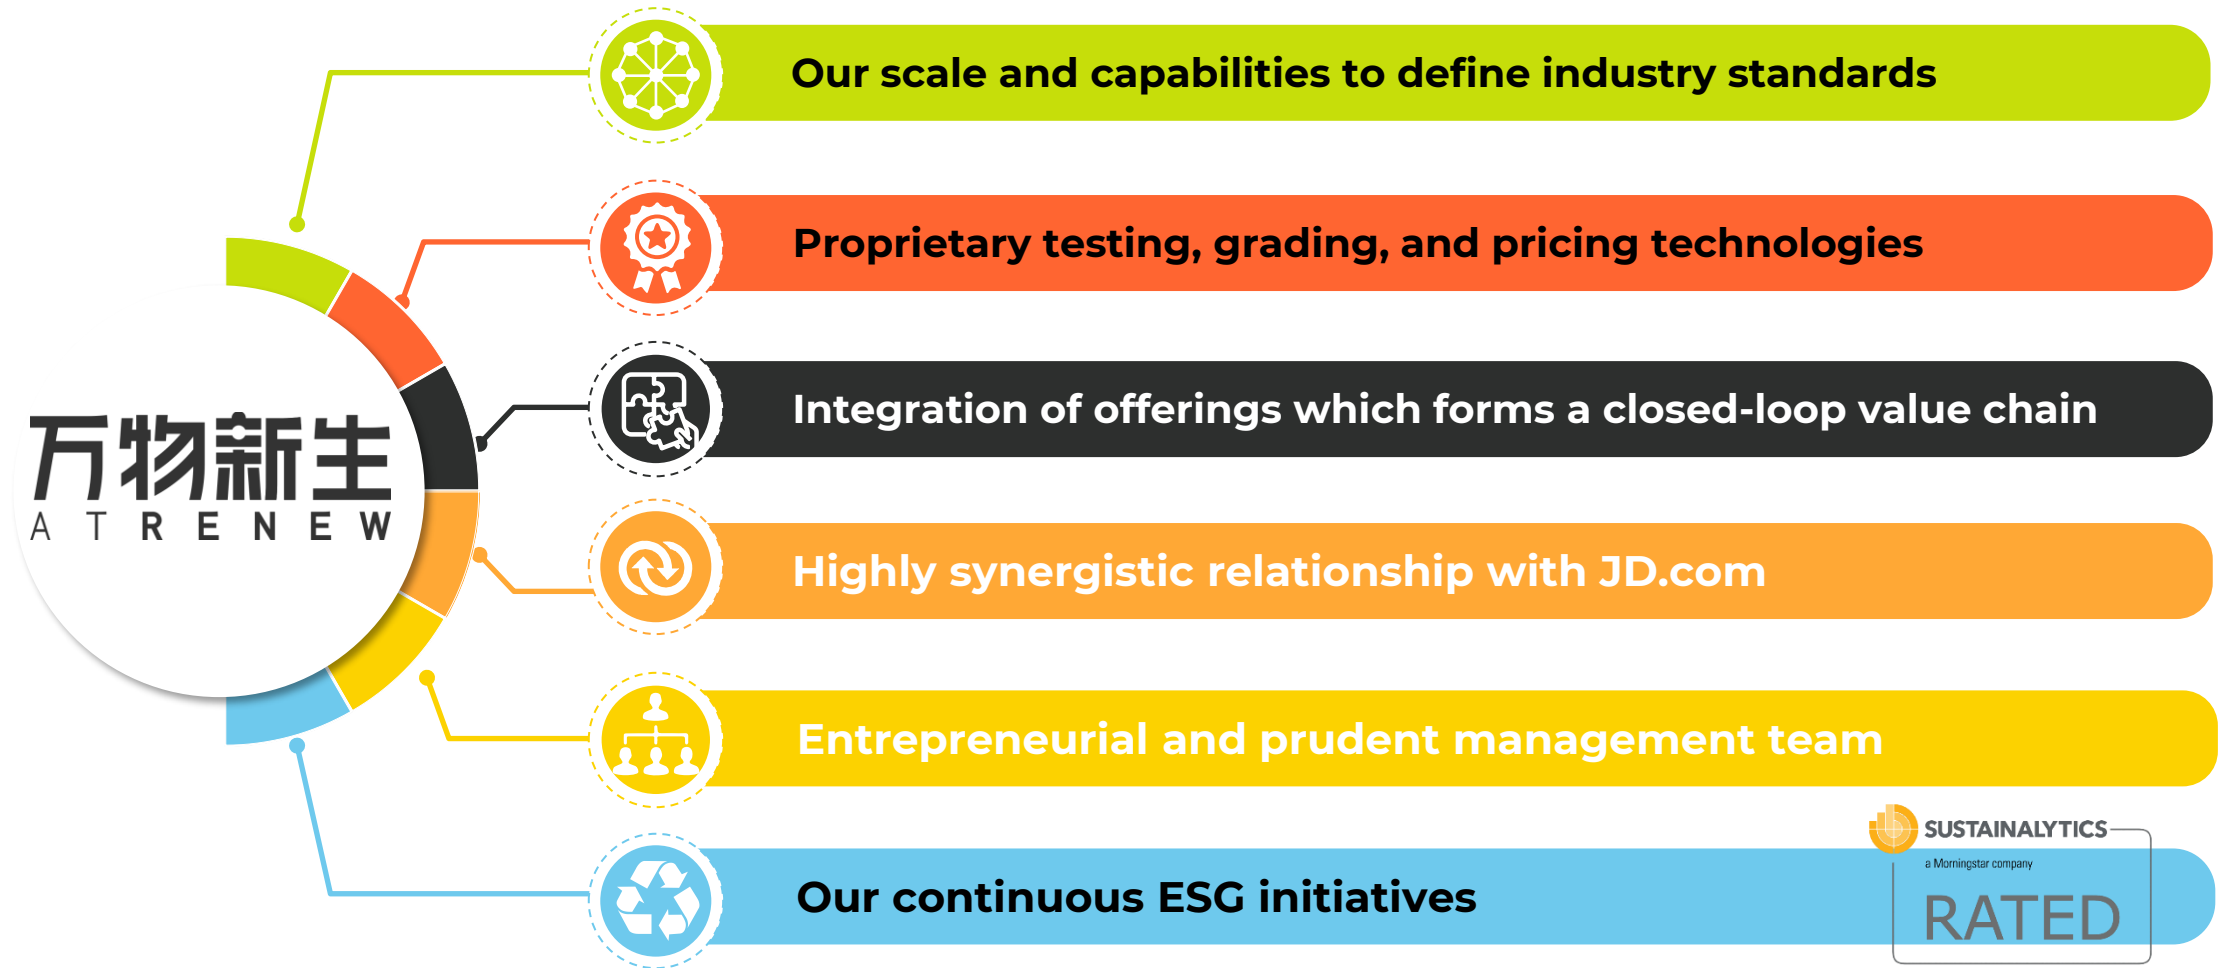 Our scale and capabilities to define industry standards
Proprietary testing, grading, and pricing technologies
Integration of offerings which forms a closed-loop value chain
万物新生
ATRENEW
Highly synergistic relationship with JD.com
Entrepreneurial and prudent management team
Our continuous ESG initiatives
SUSTAINALYTICS
a Morningstar company
RATED